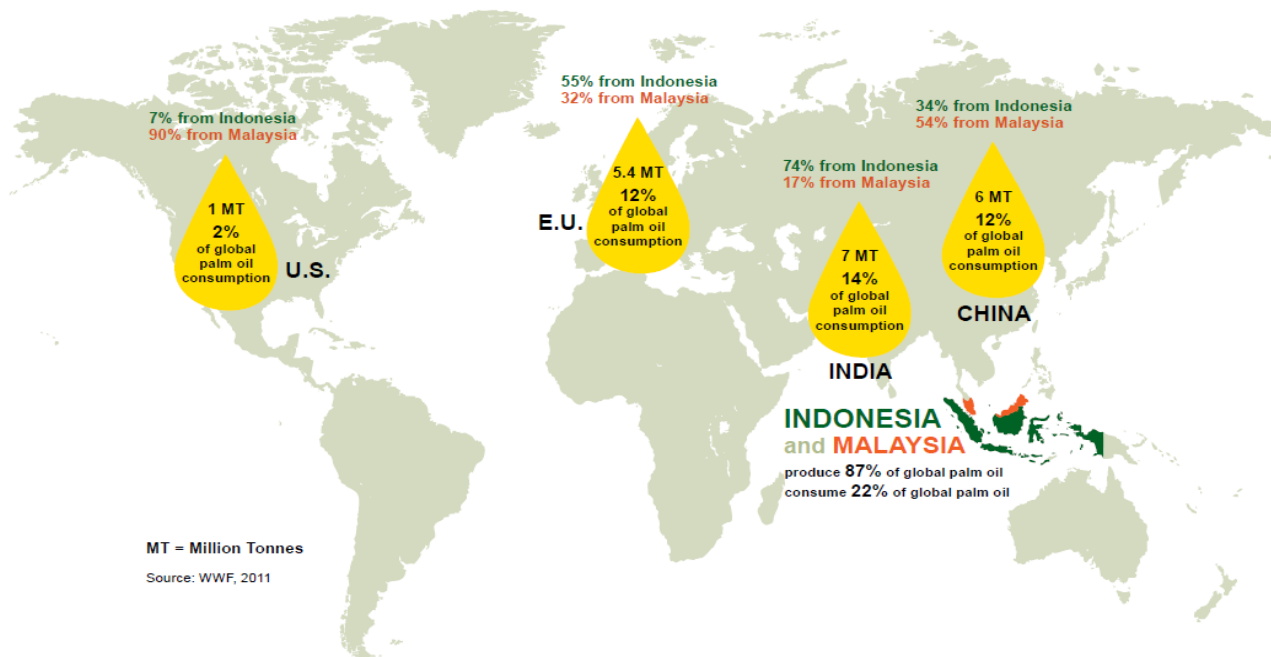 7% from Indonesia
90% from Malaysia
1 MT
2%
of global
palm oil
consumption
U.S.
55% from Indonesia
32% from Malaysia
5.4 MT
12%
of global
palm oil
consumption
E.U.
74% from Indonesia
17% from Malaysia
7 MT
14%
of global
palm oil
consumption
INDIA
34% from Indonesia
54% from Malaysia
6 MT
12%
of global
palm oil
consumption
CHINA
INDONESIA
and MALAYSIA
produce 87% of global palm oil
consume 22% of global palm oil
MT = Million Tonnes
Source: WWF, 2011